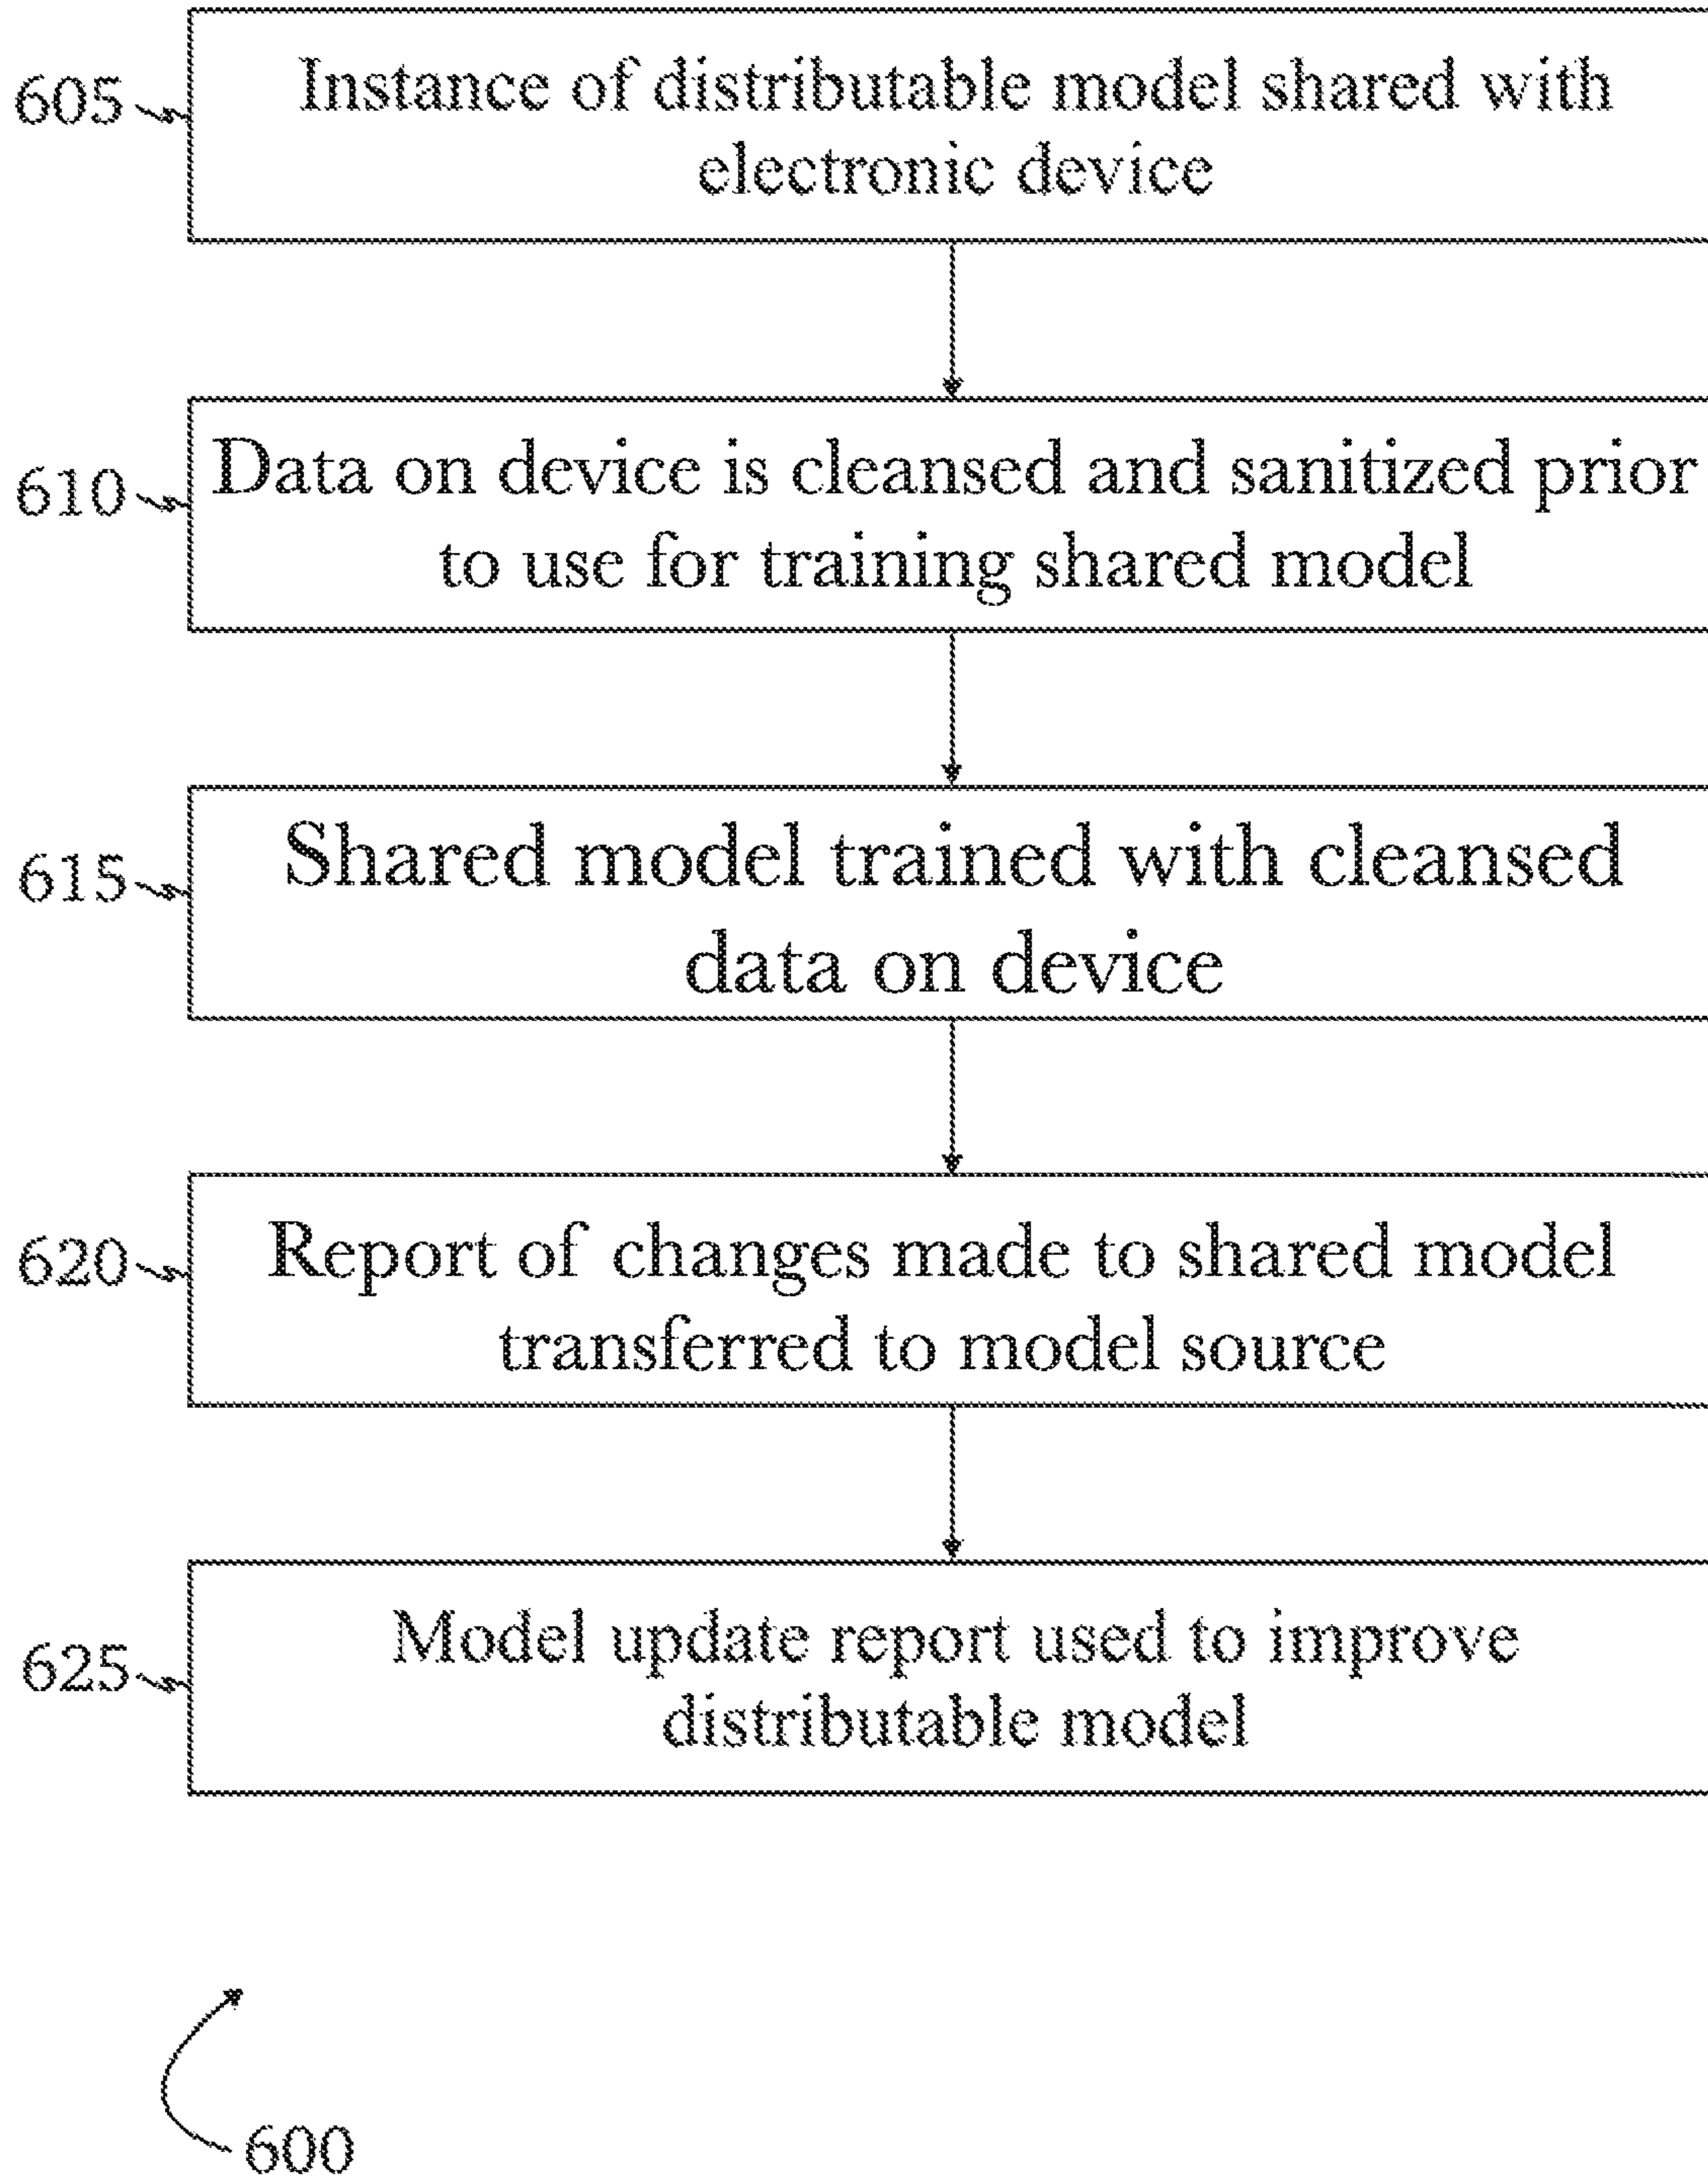 605
Instance of distributable model shared with
electronic device
610
Data on device is cleansed and sanitized prior
to use for training shared model
615
Shared model trained with cleansed
data on device
620
Report of changes made to shared model
transferred to model source
625
Model update report used to improve
distributable model
600